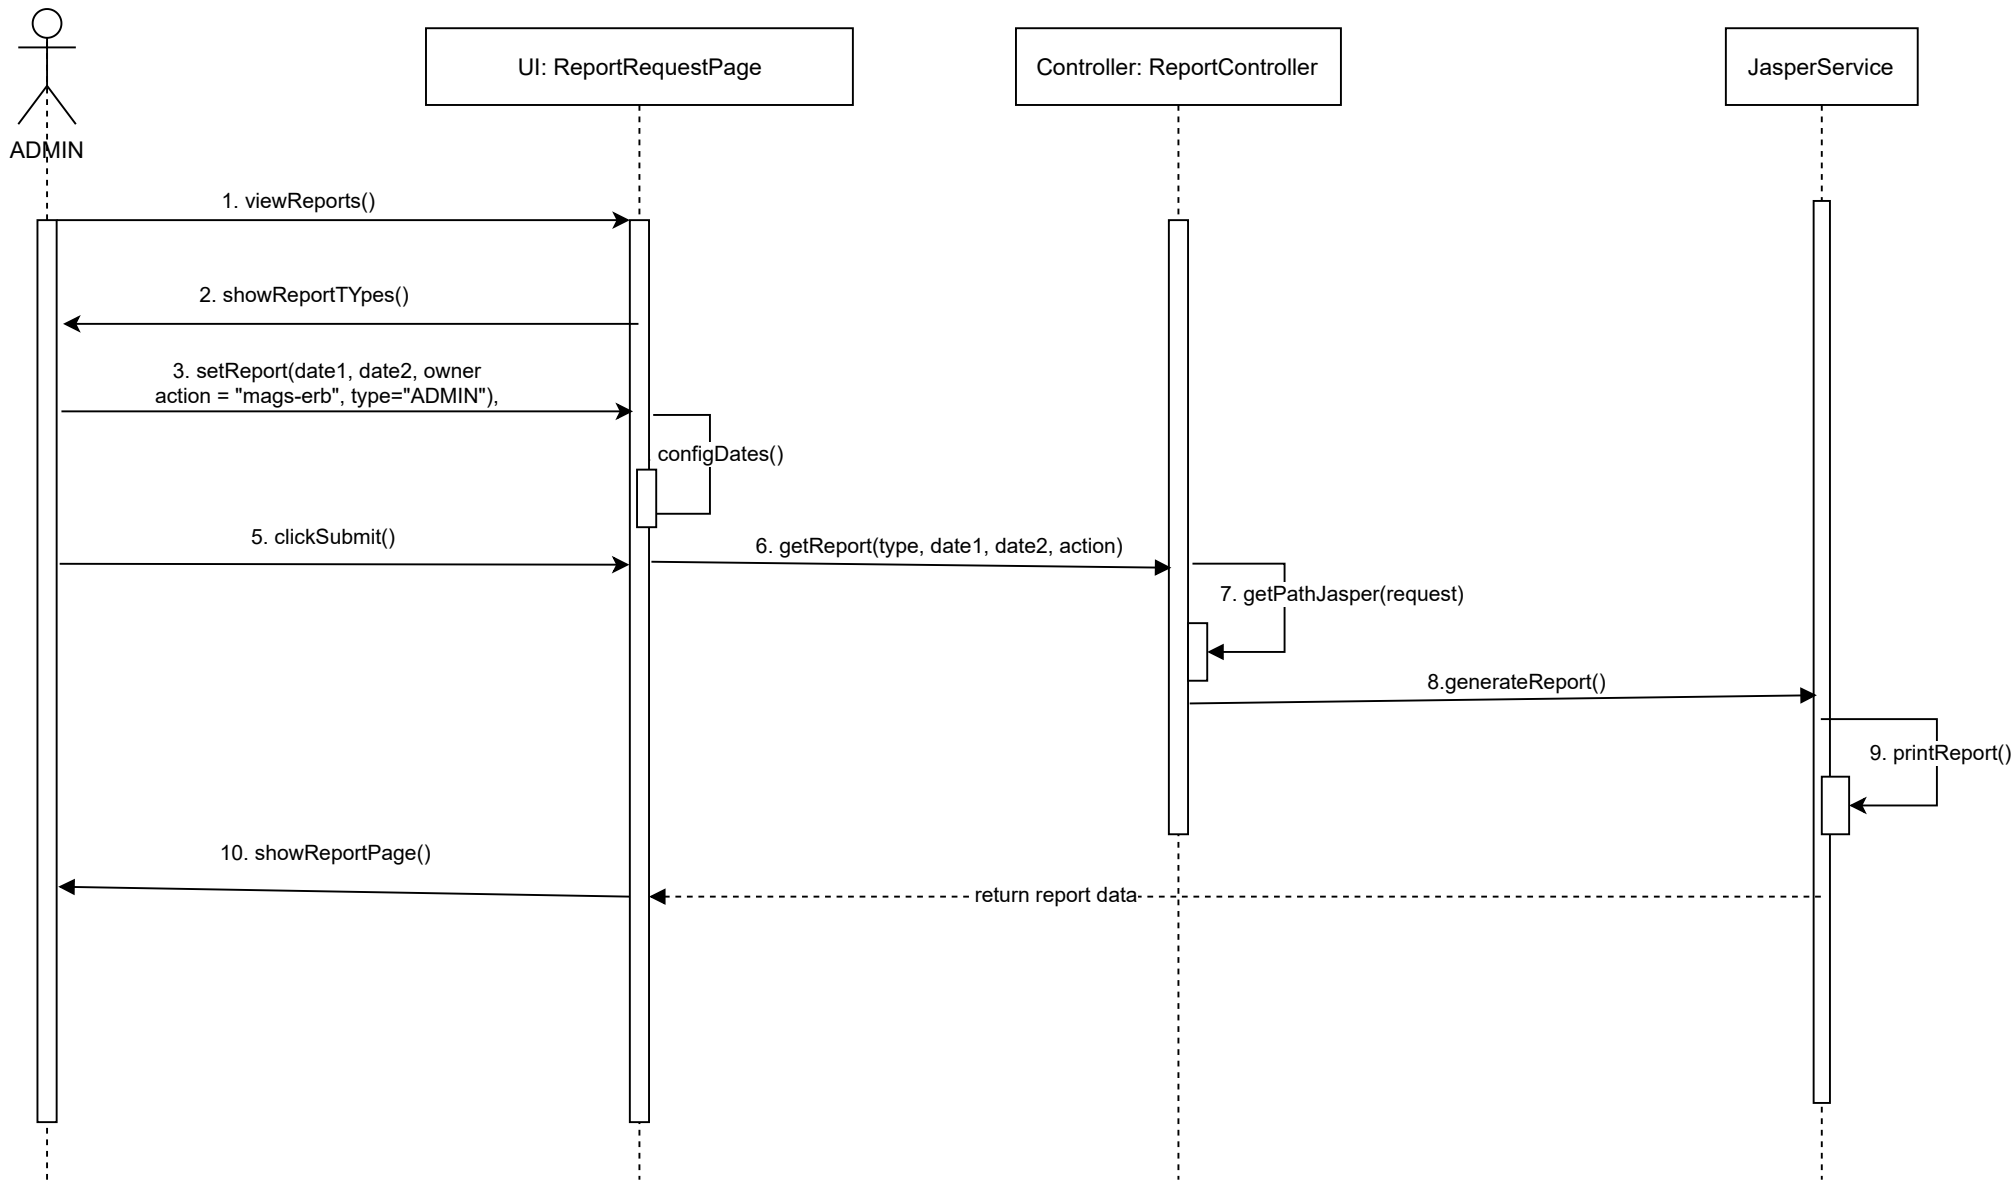 UI: ReportRequestPage
Controller: ReportController
JasperService
ADMIN
1. viewReports()
2. showReportTYpes()
3. setReport(date1, date2, owner
action = "mags-erb", type="ADMIN"),
configDates()
5. clickSubmit()
6. getReport(type, date1, date2, action)
7. getPathJasper(request)
8.generateReport()
9. printReport()
10. showReportPage()
return report data